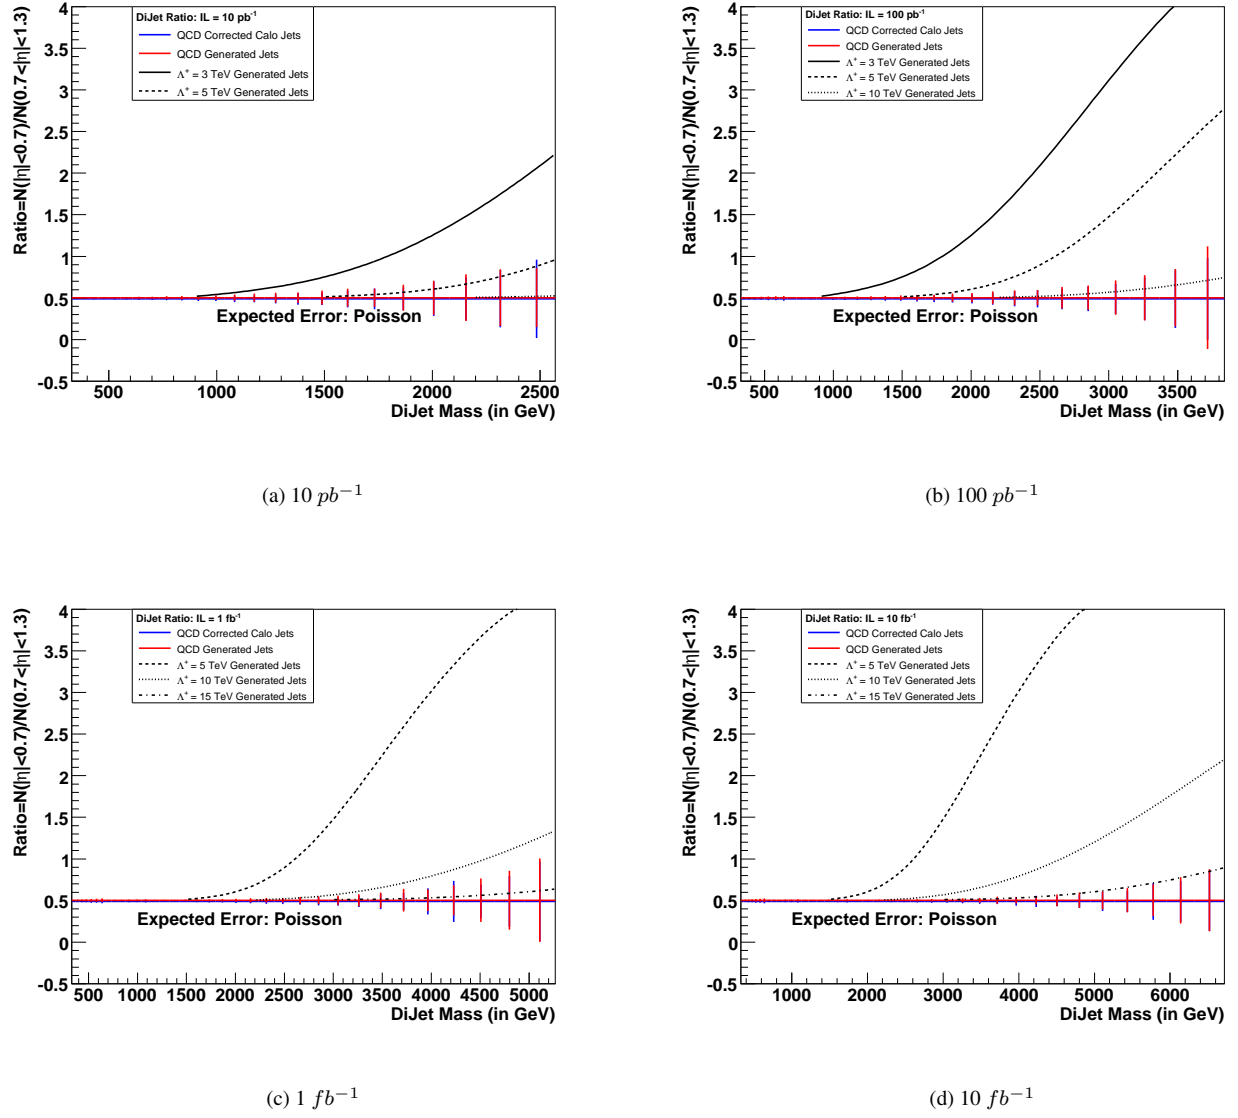 DiJet Ratio: IL = 10 pb⁻¹
QCD Corrected Calo Jets
QCD Generated Jets
Λ⁺ = 3 TeV Generated Jets
Λ⁺ = 5 TeV Generated Jets
Ratio=N(|η|<0.7)/N(0.7<|η|<1.3)
4
3.5
3
2.5
2
1.5
1
0.5
0
-0.5
Expected Error: Poisson
500 1000 1500 2000 2500
DiJet Mass (in GeV)
(a) 10 pb⁻¹
DiJet Ratio: IL = 100 pb⁻¹
QCD Corrected Calo Jets
QCD Generated Jets
Λ⁺ = 3 TeV Generated Jets
Λ⁺ = 5 TeV Generated Jets
Λ⁺ = 10 TeV Generated Jets
Ratio=N(|η|<0.7)/N(0.7<|η|<1.3)
4
3.5
3
2.5
2
1.5
1
0.5
0
-0.5
Expected Error: Poisson
500 1000 1500 2000 2500 3000 3500
DiJet Mass (in GeV)
(b) 100 pb⁻¹
DiJet Ratio: IL = 1 fb⁻¹
QCD Corrected Calo Jets
QCD Generated Jets
Λ⁺ = 5 TeV Generated Jets
Λ⁺ = 10 TeV Generated Jets
Λ⁺ = 15 TeV Generated Jets
Ratio=N(|η|<0.7)/N(0.7<|η|<1.3)
4
3.5
3
2.5
2
1.5
1
0.5
0
-0.5
Expected Error: Poisson
500 1000 1500 2000 2500 3000 3500 4000 4500 5000
DiJet Mass (in GeV)
(c) 1 fb⁻¹
DiJet Ratio: IL = 10 fb⁻¹
QCD Corrected Calo Jets
QCD Generated Jets
Λ⁺ = 5 TeV Generated Jets
Λ⁺ = 10 TeV Generated Jets
Λ⁺ = 15 TeV Generated Jets
Ratio=N(|η|<0.7)/N(0.7<|η|<1.3)
4
3.5
3
2.5
2
1.5
1
0.5
0
-0.5
Expected Error: Poisson
1000 2000 3000 4000 5000 6000
DiJet Mass (in GeV)
(d) 10 fb⁻¹